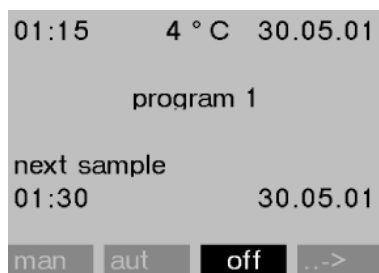 01:15 4 °C 30.05.01
program 1
next sample
01:30 30.05.01
man aut off ..->